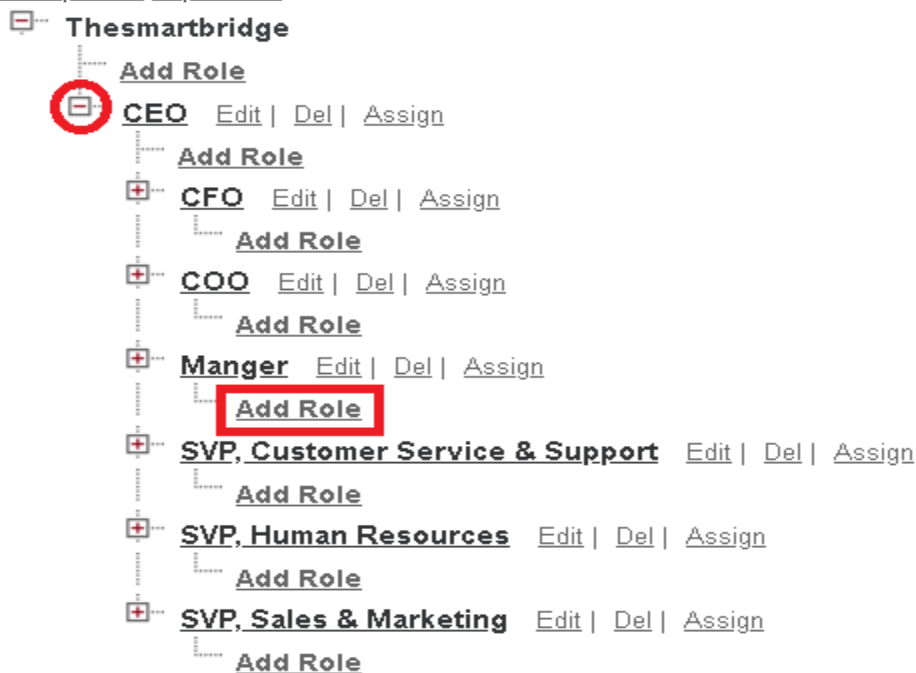 Thesmartbridge
Add Role
CEO Edit | Del | Assign
Add Role
CFO Edit | Del | Assign
Add Role
COO Edit | Del | Assign
Add Role
Manger Edit | Del | Assign
Add Role
SVP, Customer Service & Support Edit | Del | Assign
Add Role
SVP, Human Resources Edit | Del | Assign
Add Role
SVP, Sales & Marketing Edit | Del | Assign
Add Role